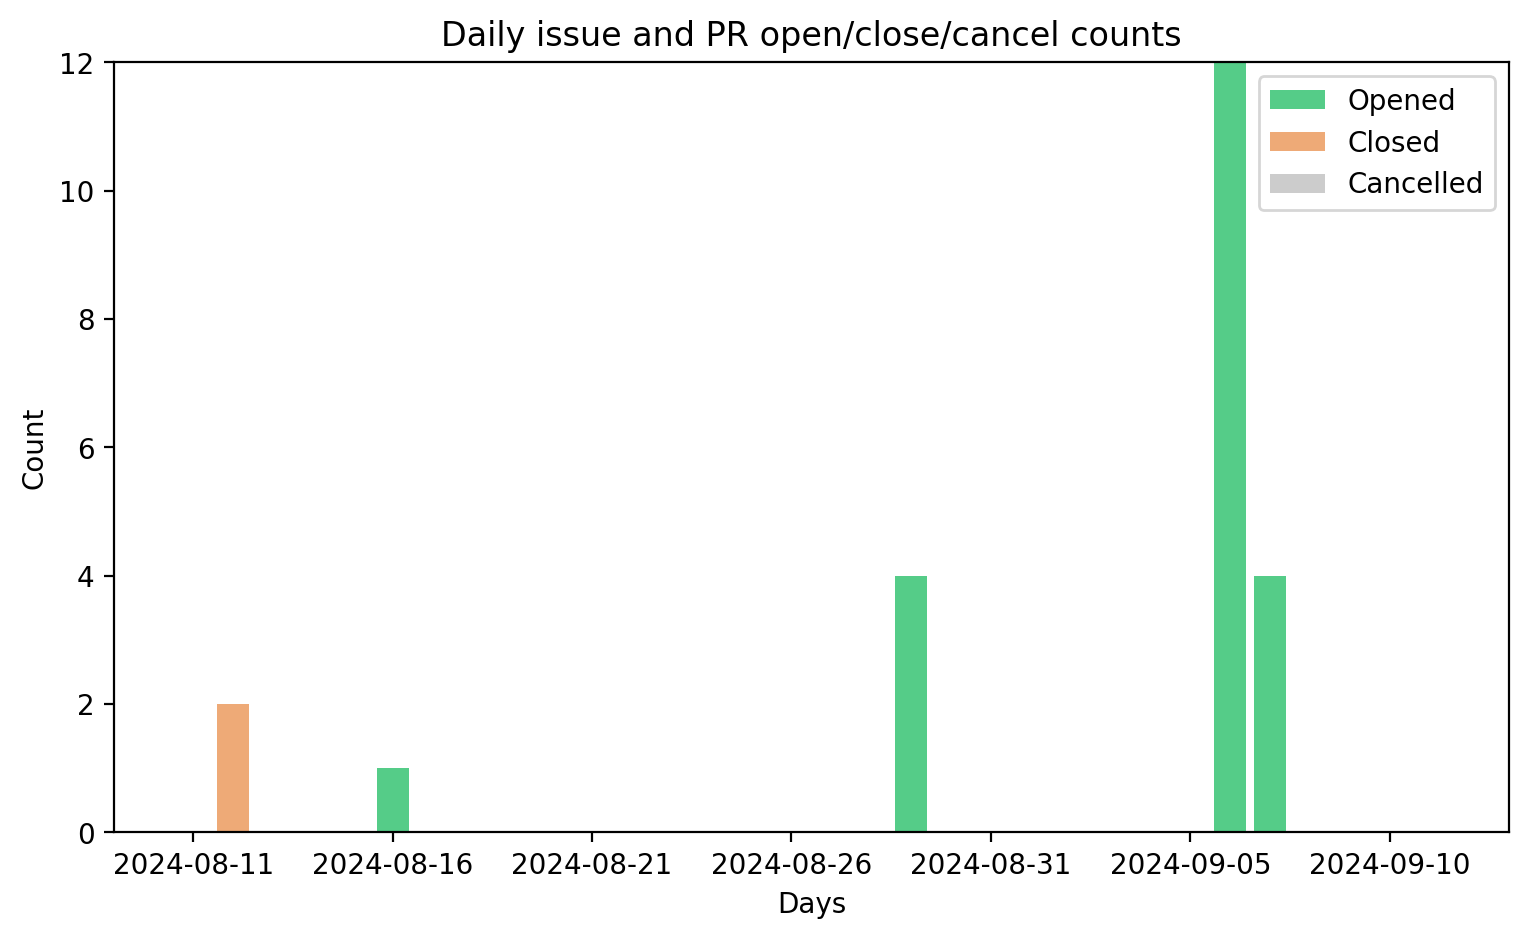 Daily issue and PR open/close/cancel counts
12
10
8
6
4
2
0
Count
Opened
Closed
Cancelled
2024-08-11 2024-08-16 2024-08-21 2024-08-26 2024-08-31 2024-09-05 2024-09-10
Days